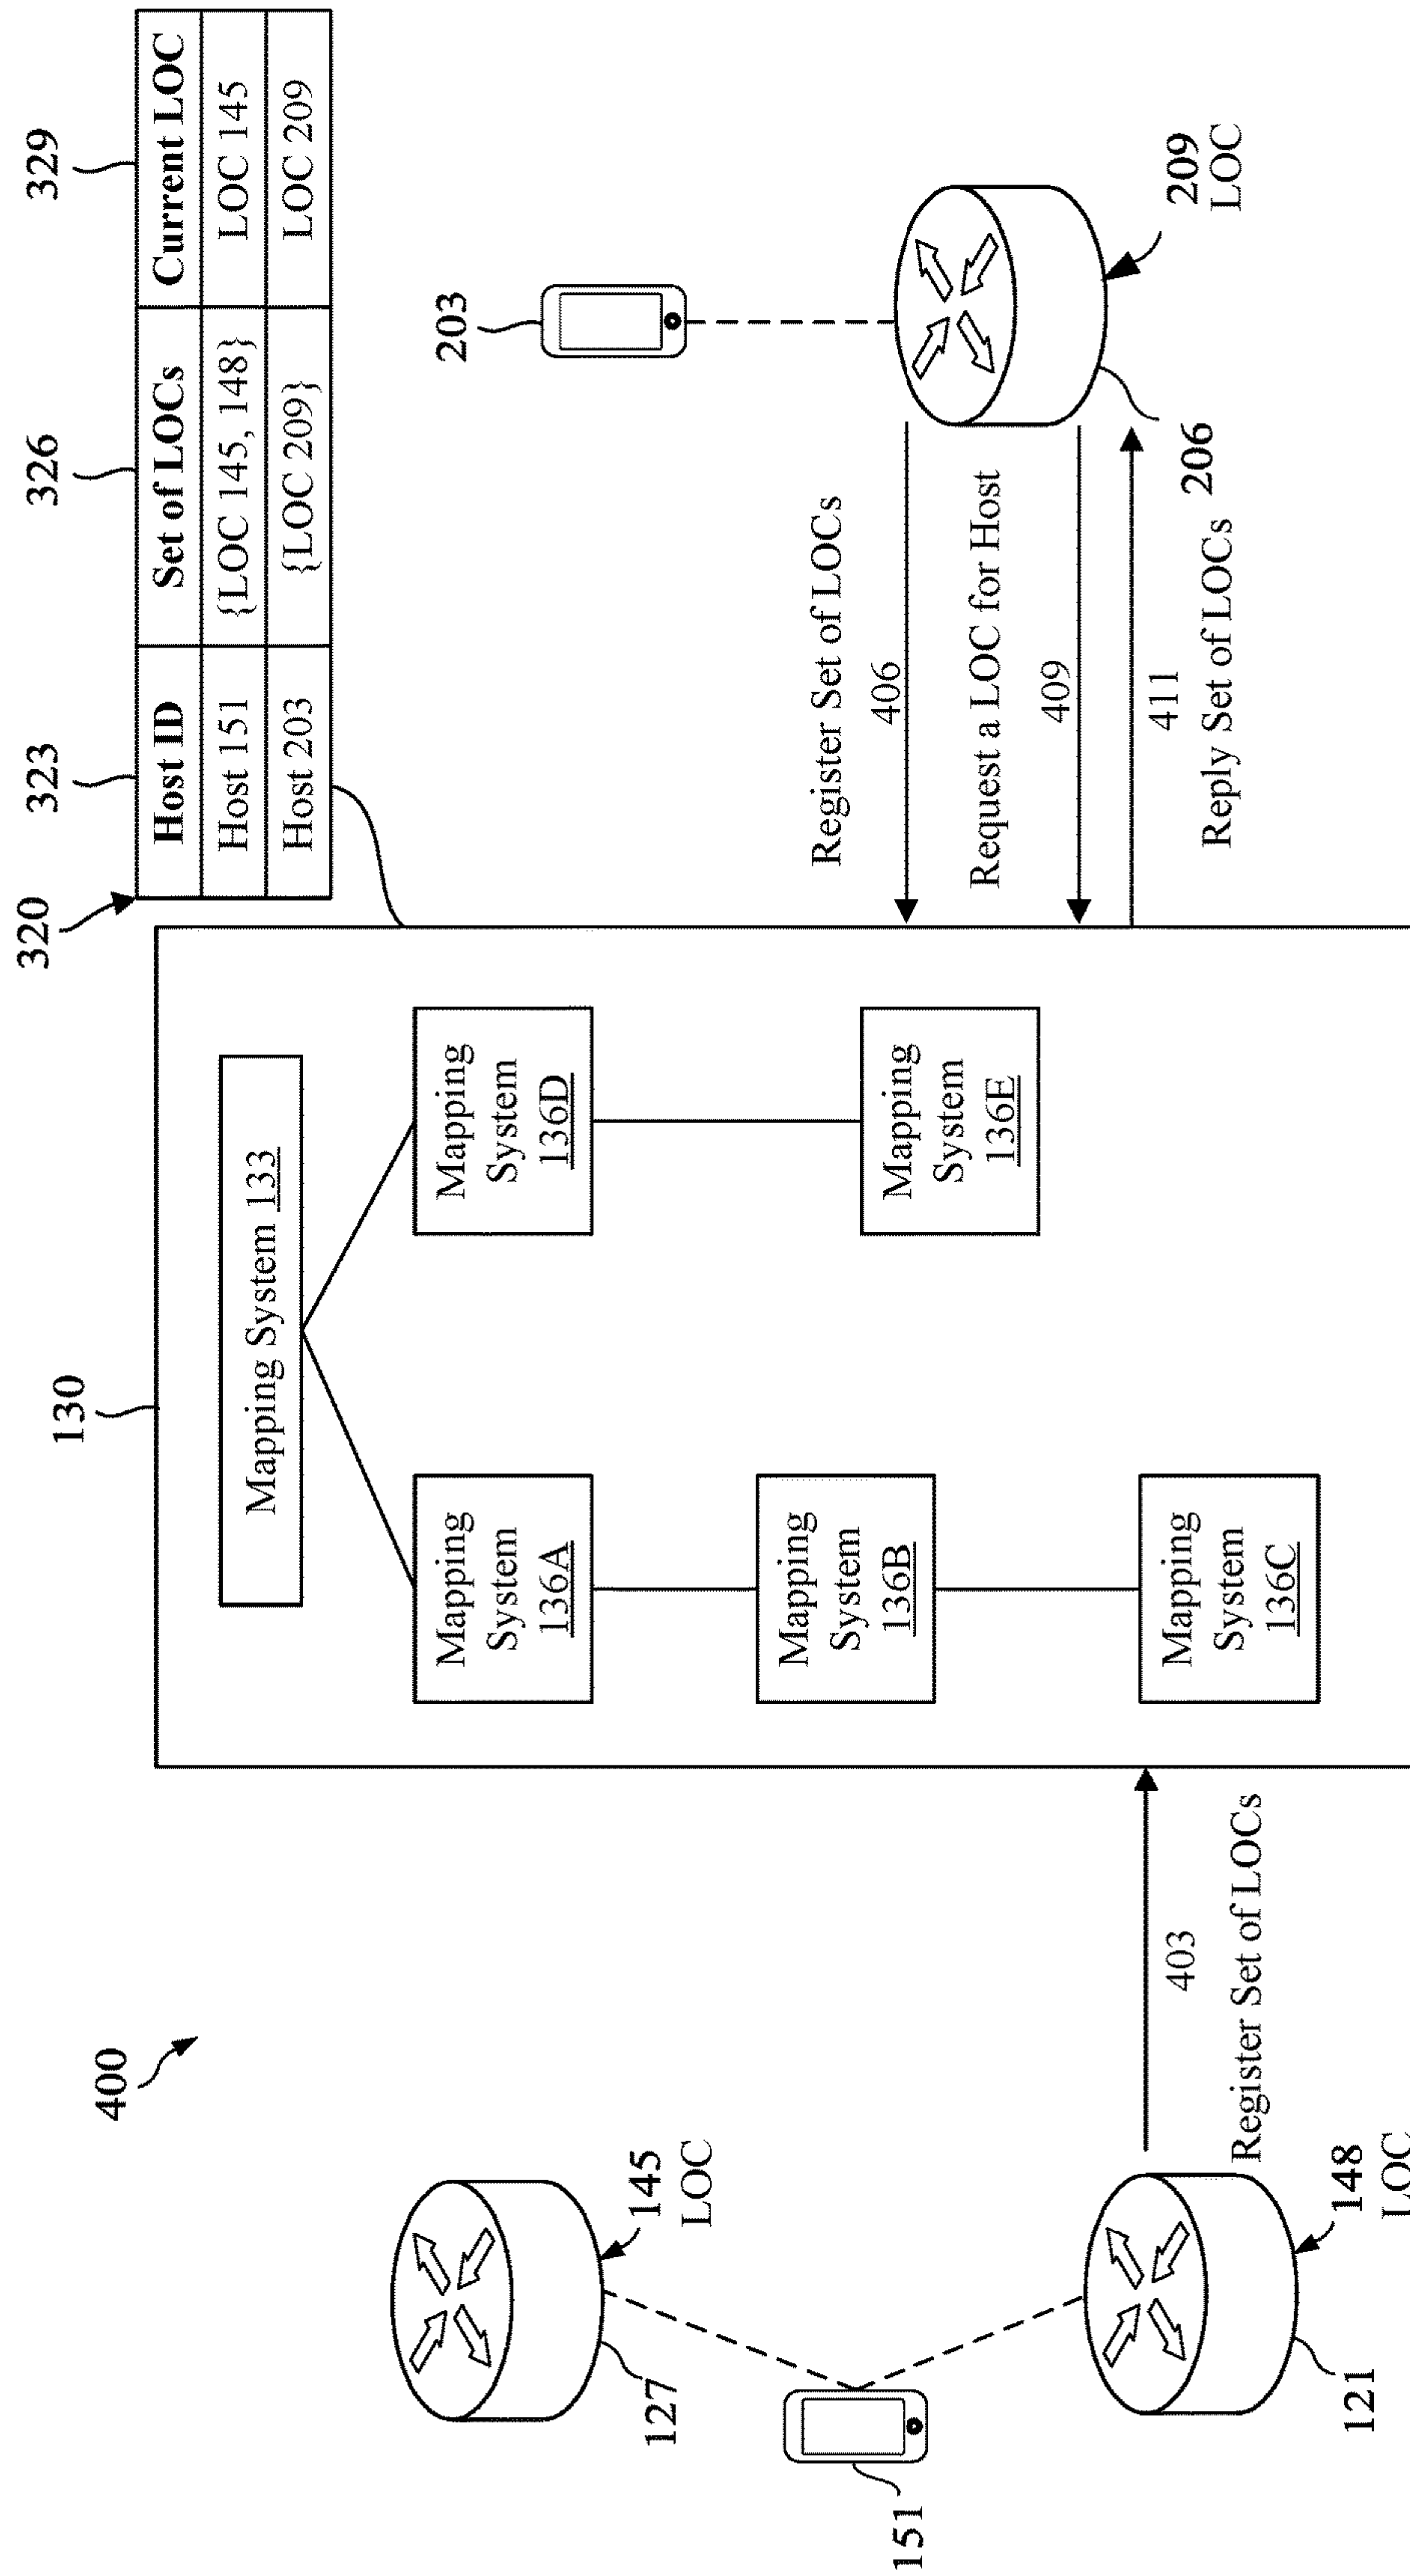 400
130
320
323
326
329
Host ID Set of LOCs Current LOC
Host 151 {LOC 145, 148} LOC 145
Host 203 {LOC 209} LOC 209
Mapping System 133
Mapping
System
136A
Mapping
System
136D
Mapping
System
136B
Mapping
System
136E
Mapping
System
136C
127
145
LOC
151
121
148
LOC
403
Register Set of LOCs
203
Register Set of LOCs
406
Request a LOC for Host
409
411
Reply Set of LOCs
206
209
LOC